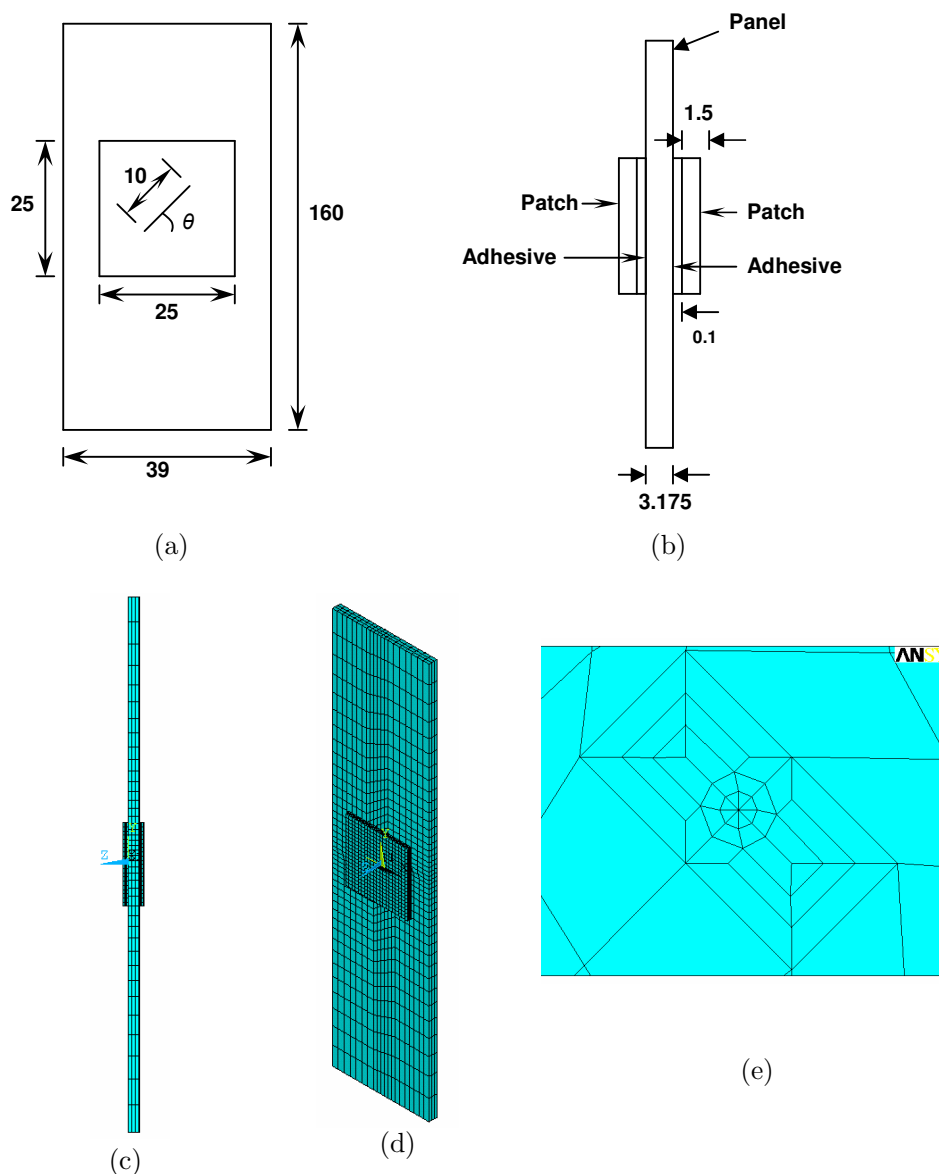 10
θ
25
25
160
39
(a)
Panel
1.5
Patch
Patch
Adhesive
Adhesive
0.1
3.175
(b)
Z
(c)
(d)
(e)